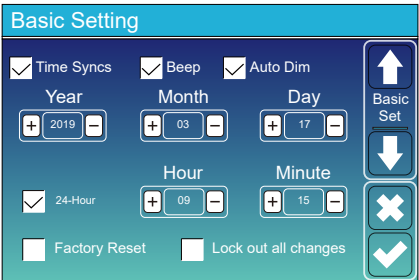 Basic Setting
Time Syncs Beep Auto Dim
Year Month Day
+ 2019 − + 03 − + 17 −
Basic
Set
Hour Minute
24-Hour + 09 − + 15 −
Factory Reset Lock out all changes